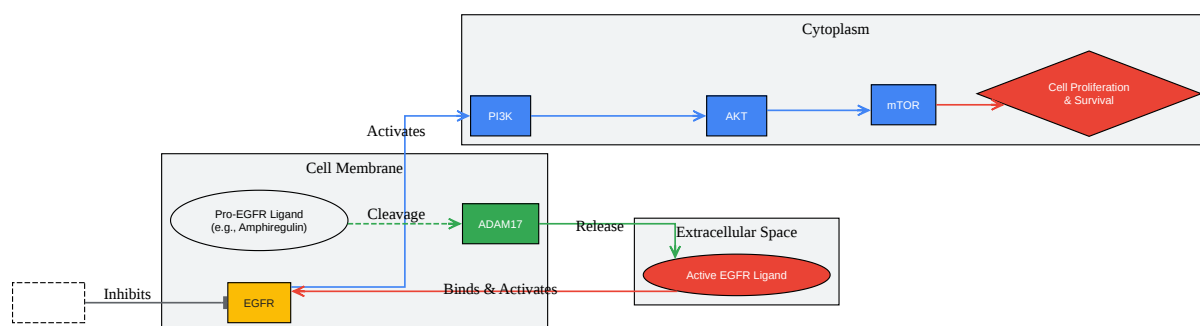 Cytoplasm
Cell Proliferation
& Survival
mTOR
PI3K
AKT
Activates
Cell Membrane
Pro-EGFR Ligand
(e.g., Amphiregulin)
Cleavage
ADAM17
Release
Extracellular Space
Active EGFR Ligand
Binds & Activates
Inhibits
EGFR